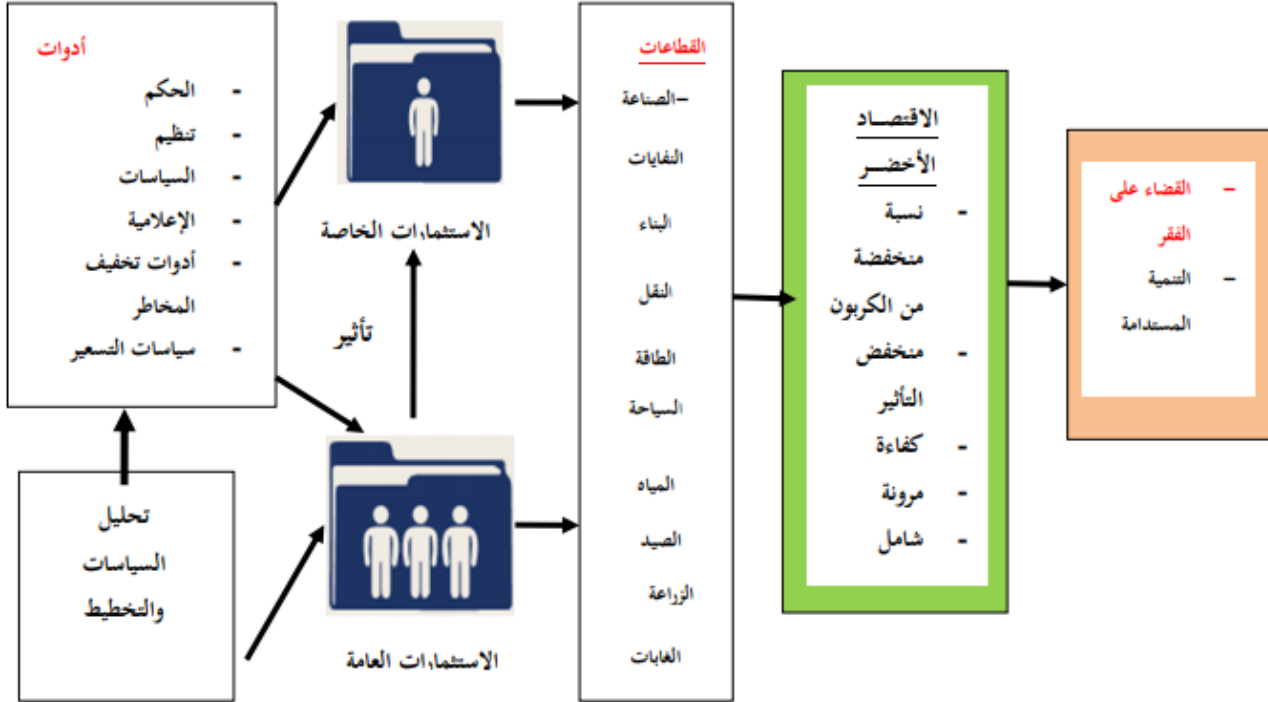 أدوات
- الحكم
- تنظيم
- السياسات
- الإعلامية
- أدوات تخفيف
المخاطر
- سياسات التسعير
تحليل
السياسات
والتخطيط
الاستثمارات الخاصة
تأثير
الاستثمارات العامة
القطاعات
-الصناعة
النفايات
البناء
النقل
الطاقة
السياحة
المياه
الصيد
الزراعة
الغابات
الاقتصــاد
الأخضــر
- نسبة
منخفضة
من الكربون
- منخفض
التأثير
- كفاءة
- مرونة
- شامل
- القضاء على
الفقر
- التنمية
المستدامة